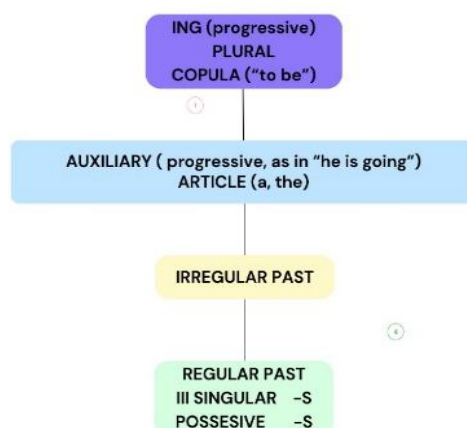 ING (progressive)
PLURAL
COPULA (“to be”)
AUXILIARY ( progressive, as in “he is going”)
ARTICLE (a, the)
IRREGULAR PAST
REGULAR PAST
III SINGULAR -S
POSSESIVE -S